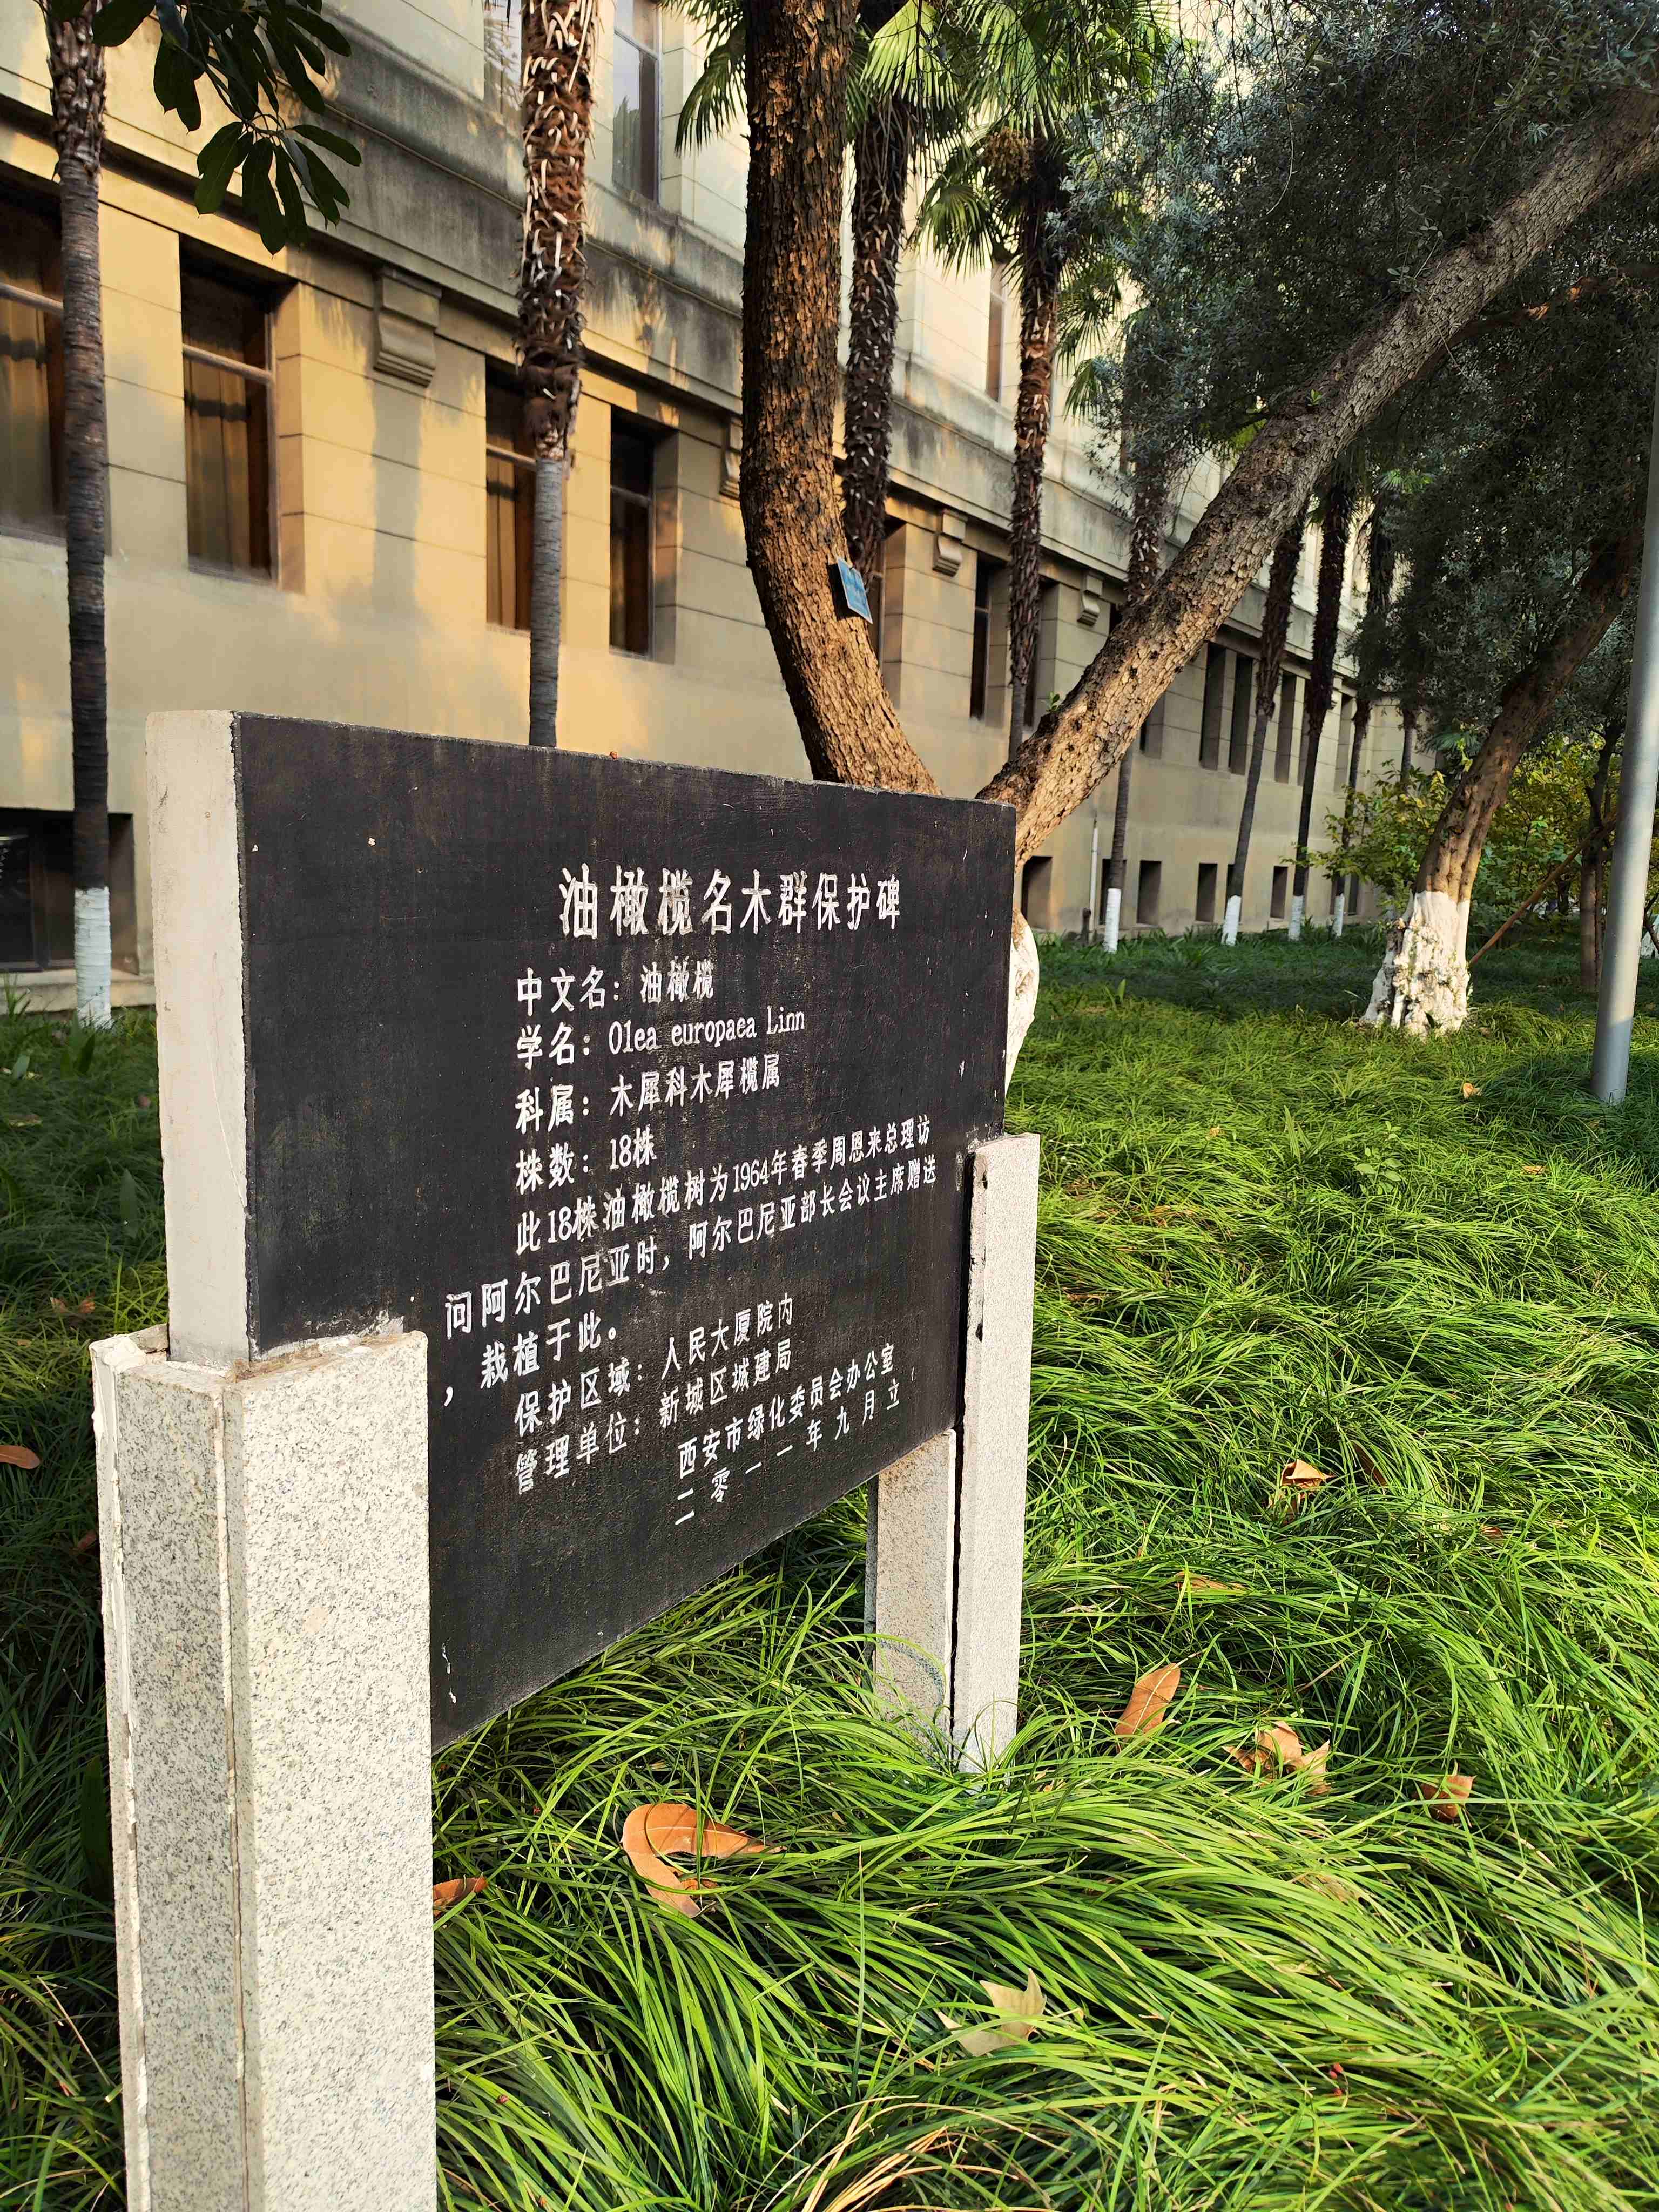 油橄榄名木群保护碑
中文名：油橄榄
学名：Olea europaea Linn
科属：木犀科木犀榄属
株数：18株
此18株油橄榄树为1964年春季周恩来总理访
问阿尔巴尼亚时，阿尔巴尼亚部长会议主席赠送
，栽植于此。
保护区域：人民大厦院内
管理单位：新城区城建局
西安市绿化委员会办公室
二零一一年九月立